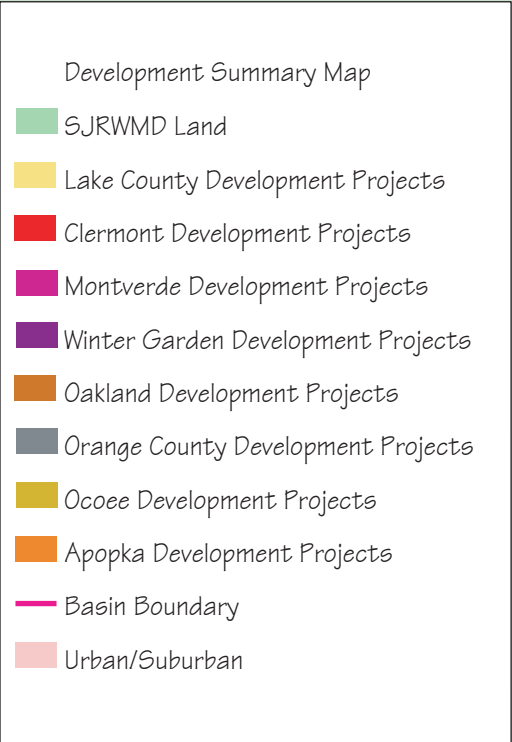 Development Summary Map
SJRWMD Land
Lake County Development Projects
Clermont Development Projects
Montverde Development Projects
Winter Garden Development Projects
Oakland Development Projects
Orange County Development Projects
Ocoee Development Projects
Apopka Development Projects
Basin Boundary
Urban/Suburban